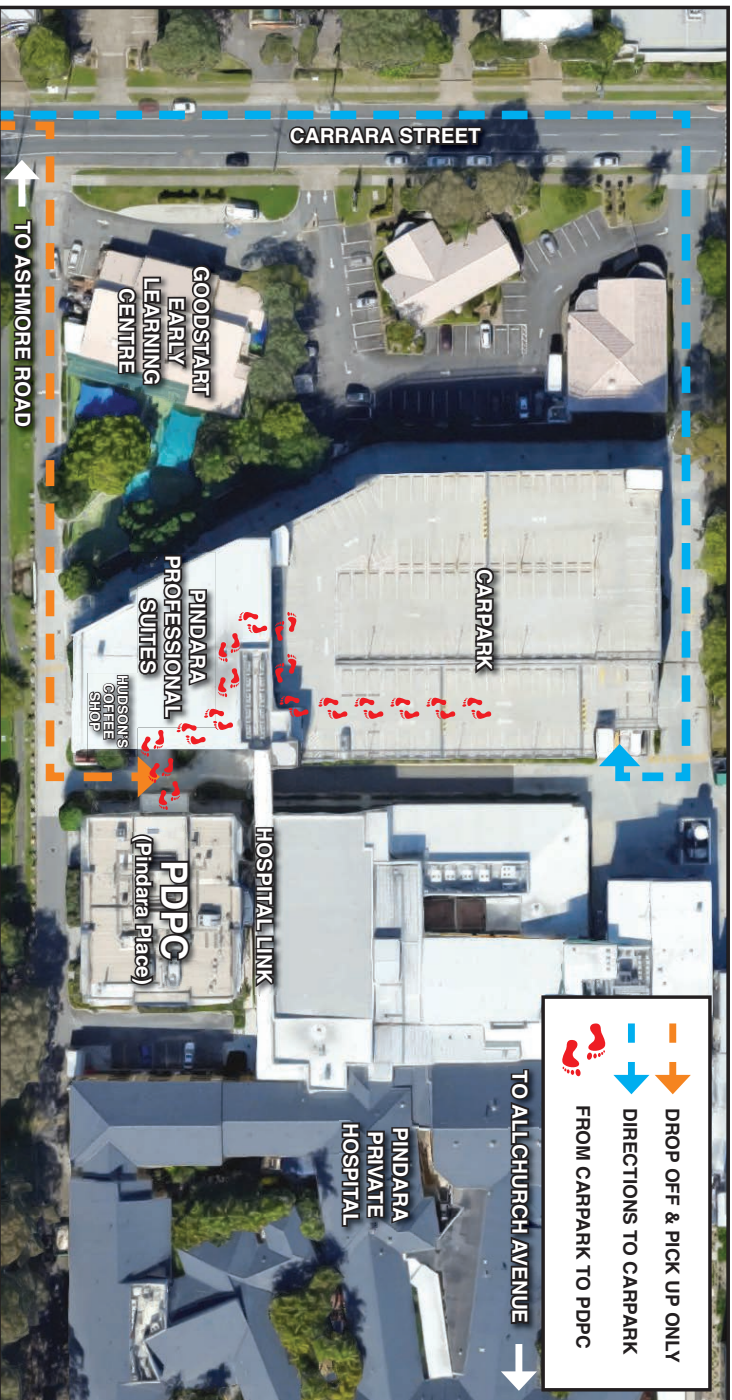 CARRARA STREET
TO ASHMORE ROAD
GOODSTART
EARLY
LEARNING
CENTRE
CARPARK
PINDARA
PROFESSIONAL
SUITES
HUDSON'S
COFFEE
SHOP
HOSPITAL LINK
PDPC
(Pindara Place)
PINDARA
PRIVATE
HOSPITAL
TO ALLCHURCH AVENUE
DROP OFF & PICK UP ONLY
DIRECTIONS TO CARPARK
FROM CARPARK TO PDPC